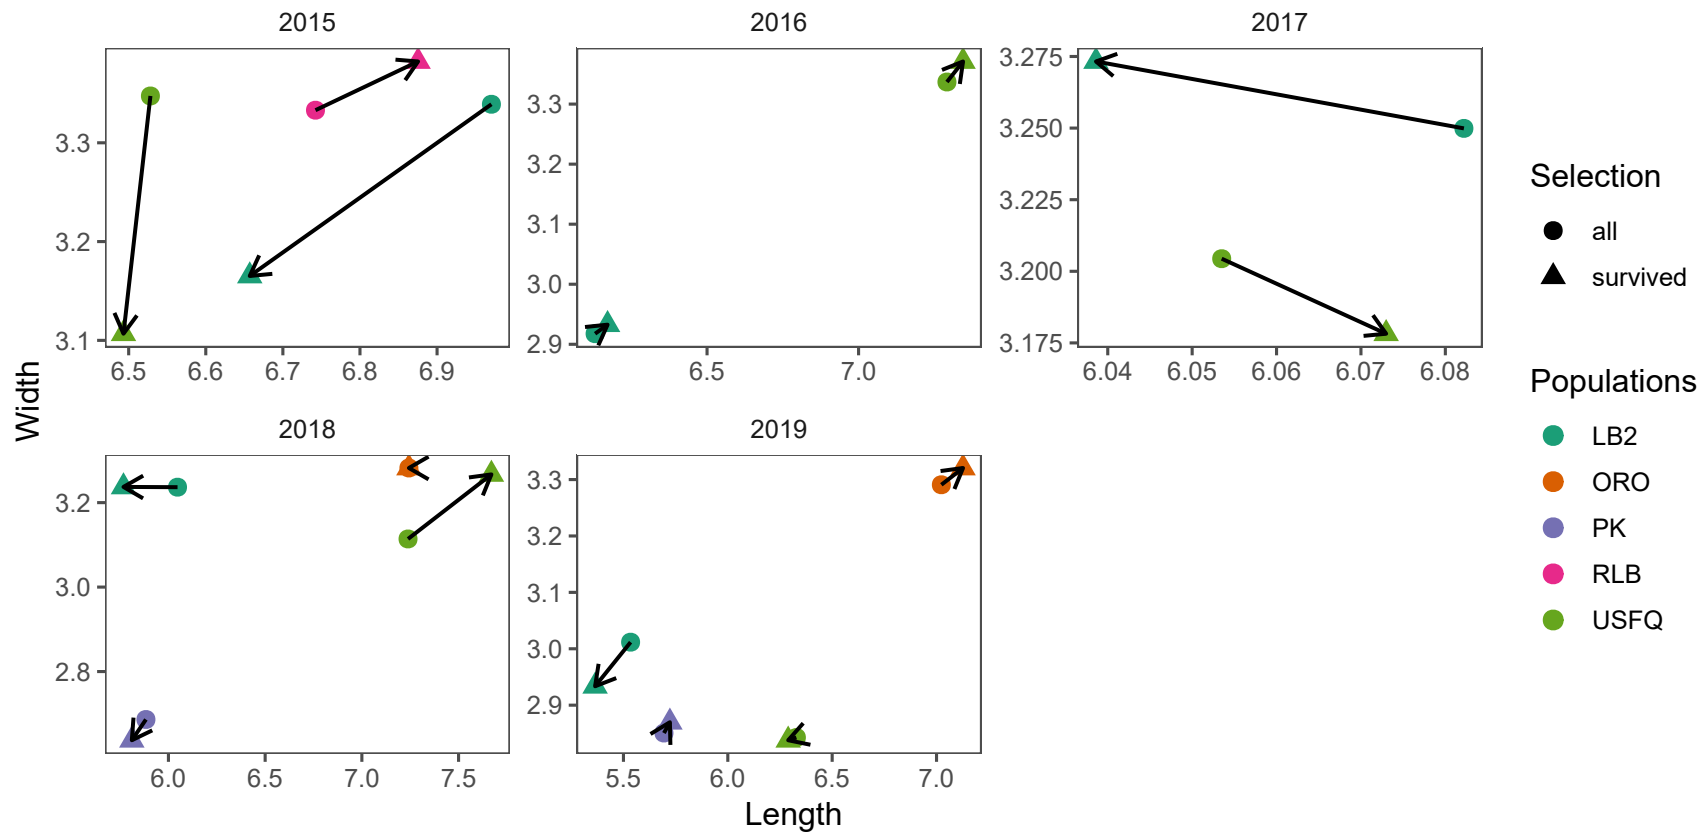 2015
2016
2017
3.3
3.2
3.1
6.5 6.6 6.7 6.8 6.9
3.3
3.2
3.1
3.0
2.9
6.5 7.0
3.275
3.250
3.225
3.200
3.175
6.04 6.05 6.06 6.07 6.08
Width
2018
2019
3.2
3.0
2.8
6.0 6.5 7.0 7.5
3.3
3.2
3.1
3.0
2.9
5.5 6.0 6.5 7.0
Length
Selection
all
survived
Populations
LB2
ORO
PK
RLB
USFQ